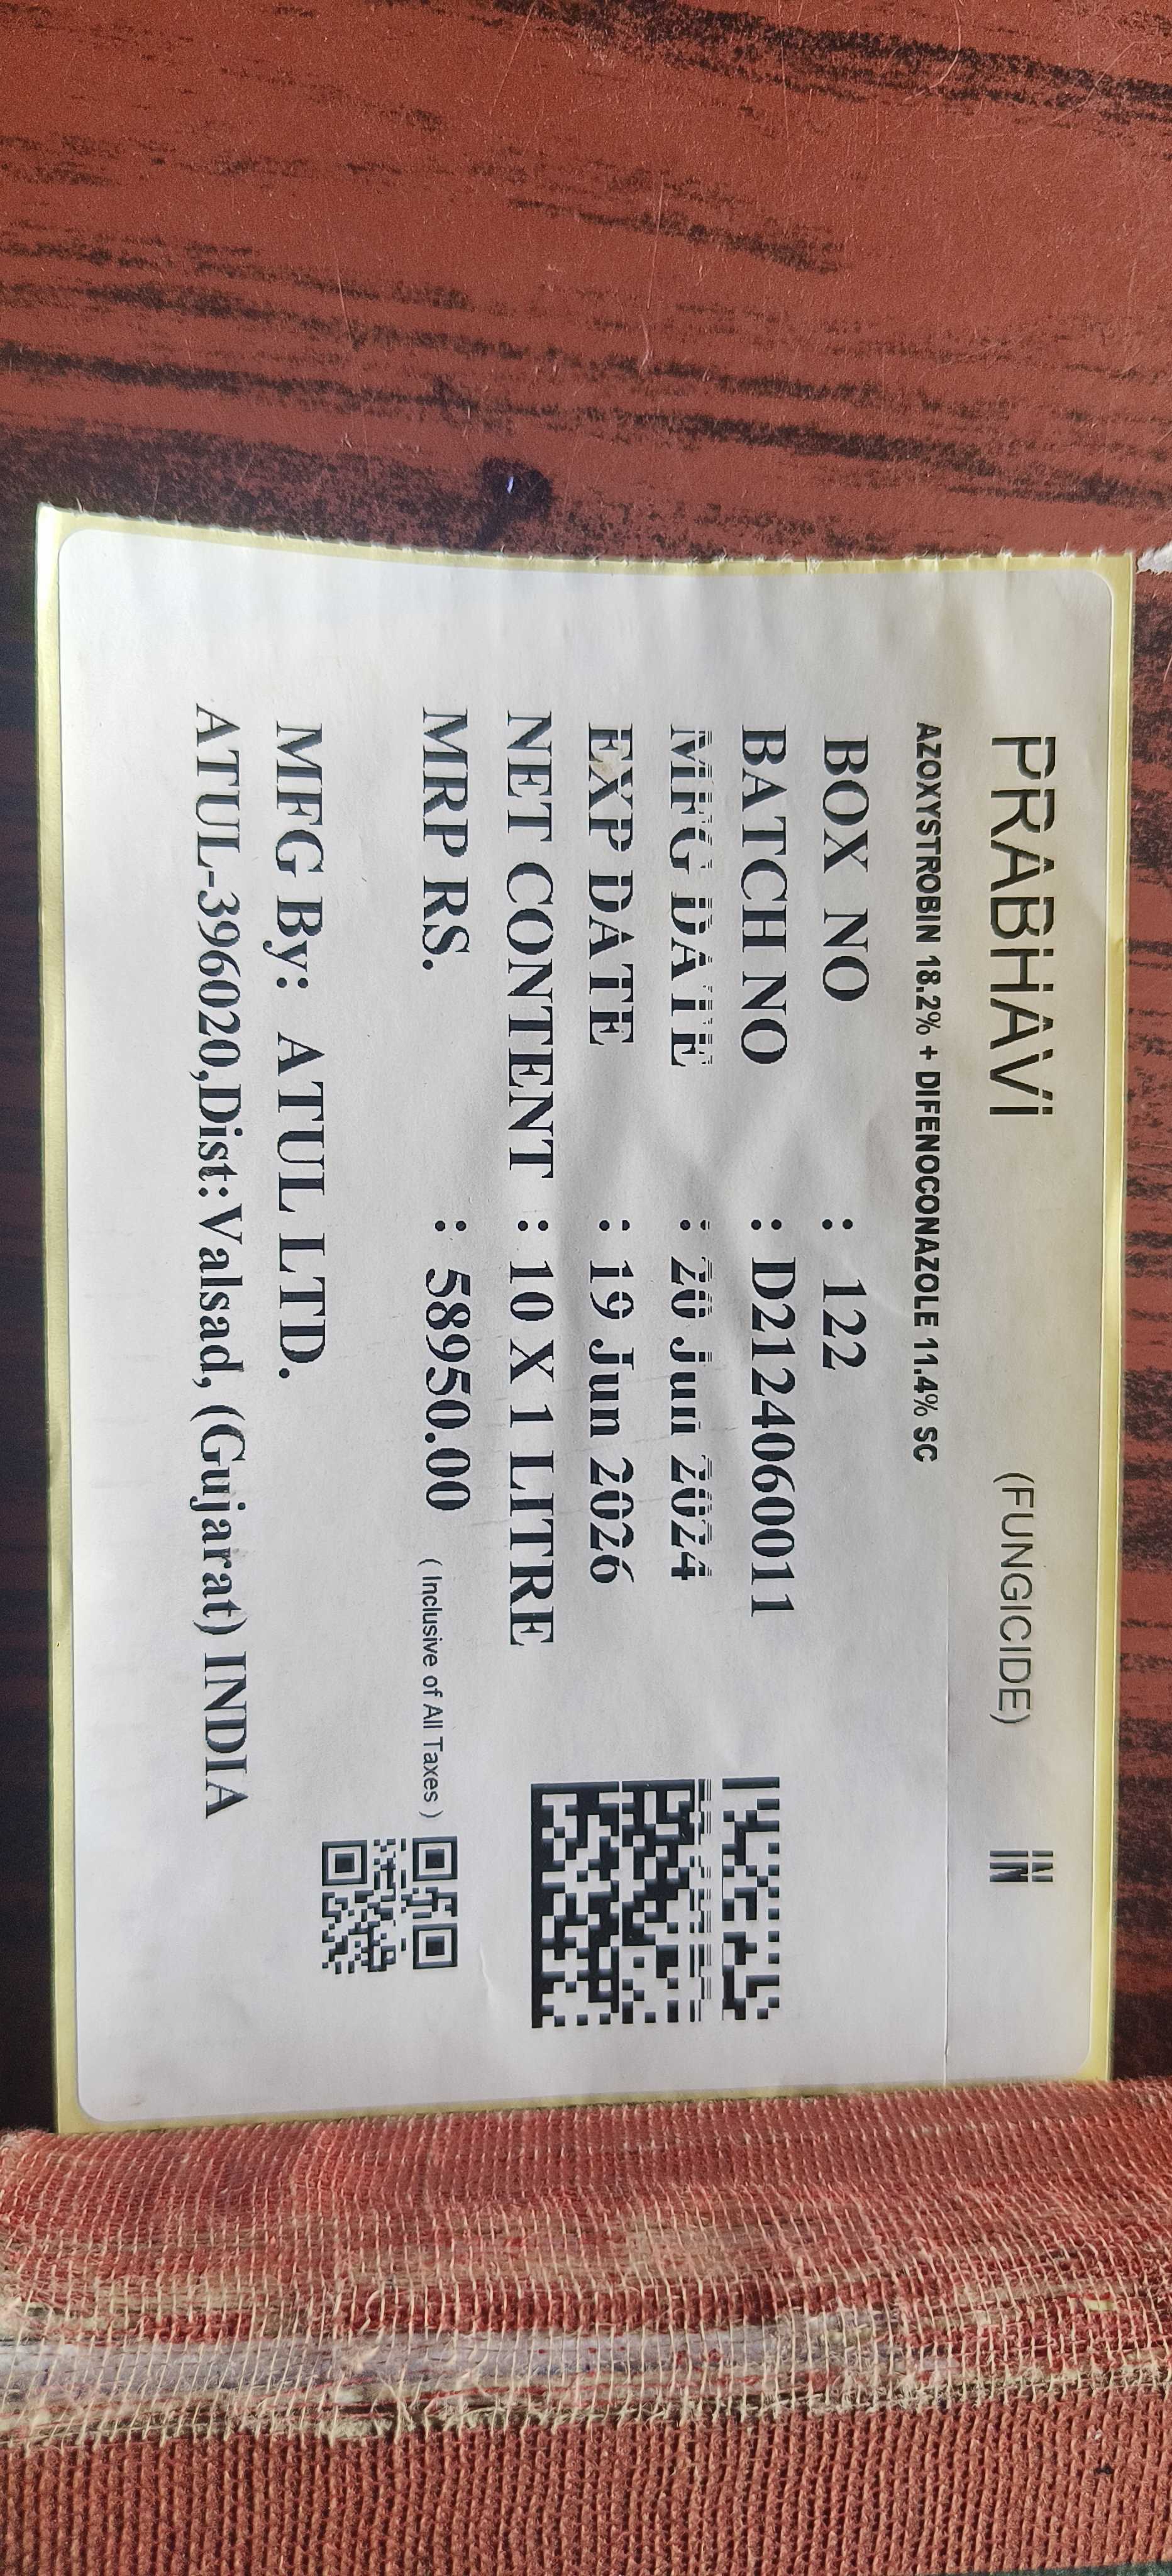 PRABHAVI (FUNGICIDE) IN
AZOXYSTROBIN 18.2% + DIFENOCONAZOLE 11.4% SC
BOX NO : 122
BATCH NO : D2124060011
MFG DATE : 20 Jun 2024
EXP DATE : 19 Jun 2026
NET CONTENT : 10 X 1 LITRE
MRP RS. : 58950.00 ( Inclusive of All Taxes )
MFG By: ATUL LTD.
ATUL-396020,Dist:Valsad, (Gujarat) INDIA